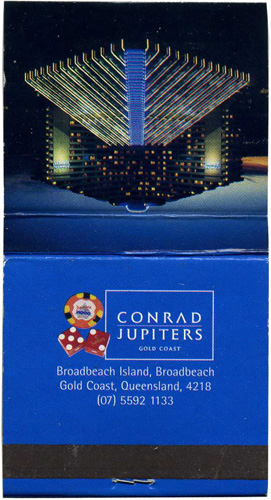 CONRAD
JUPITERS
GOLD COAST
Broadbeach Island, Broadbeach
Gold Coast, Queensland, 4218
(07) 5592 1133